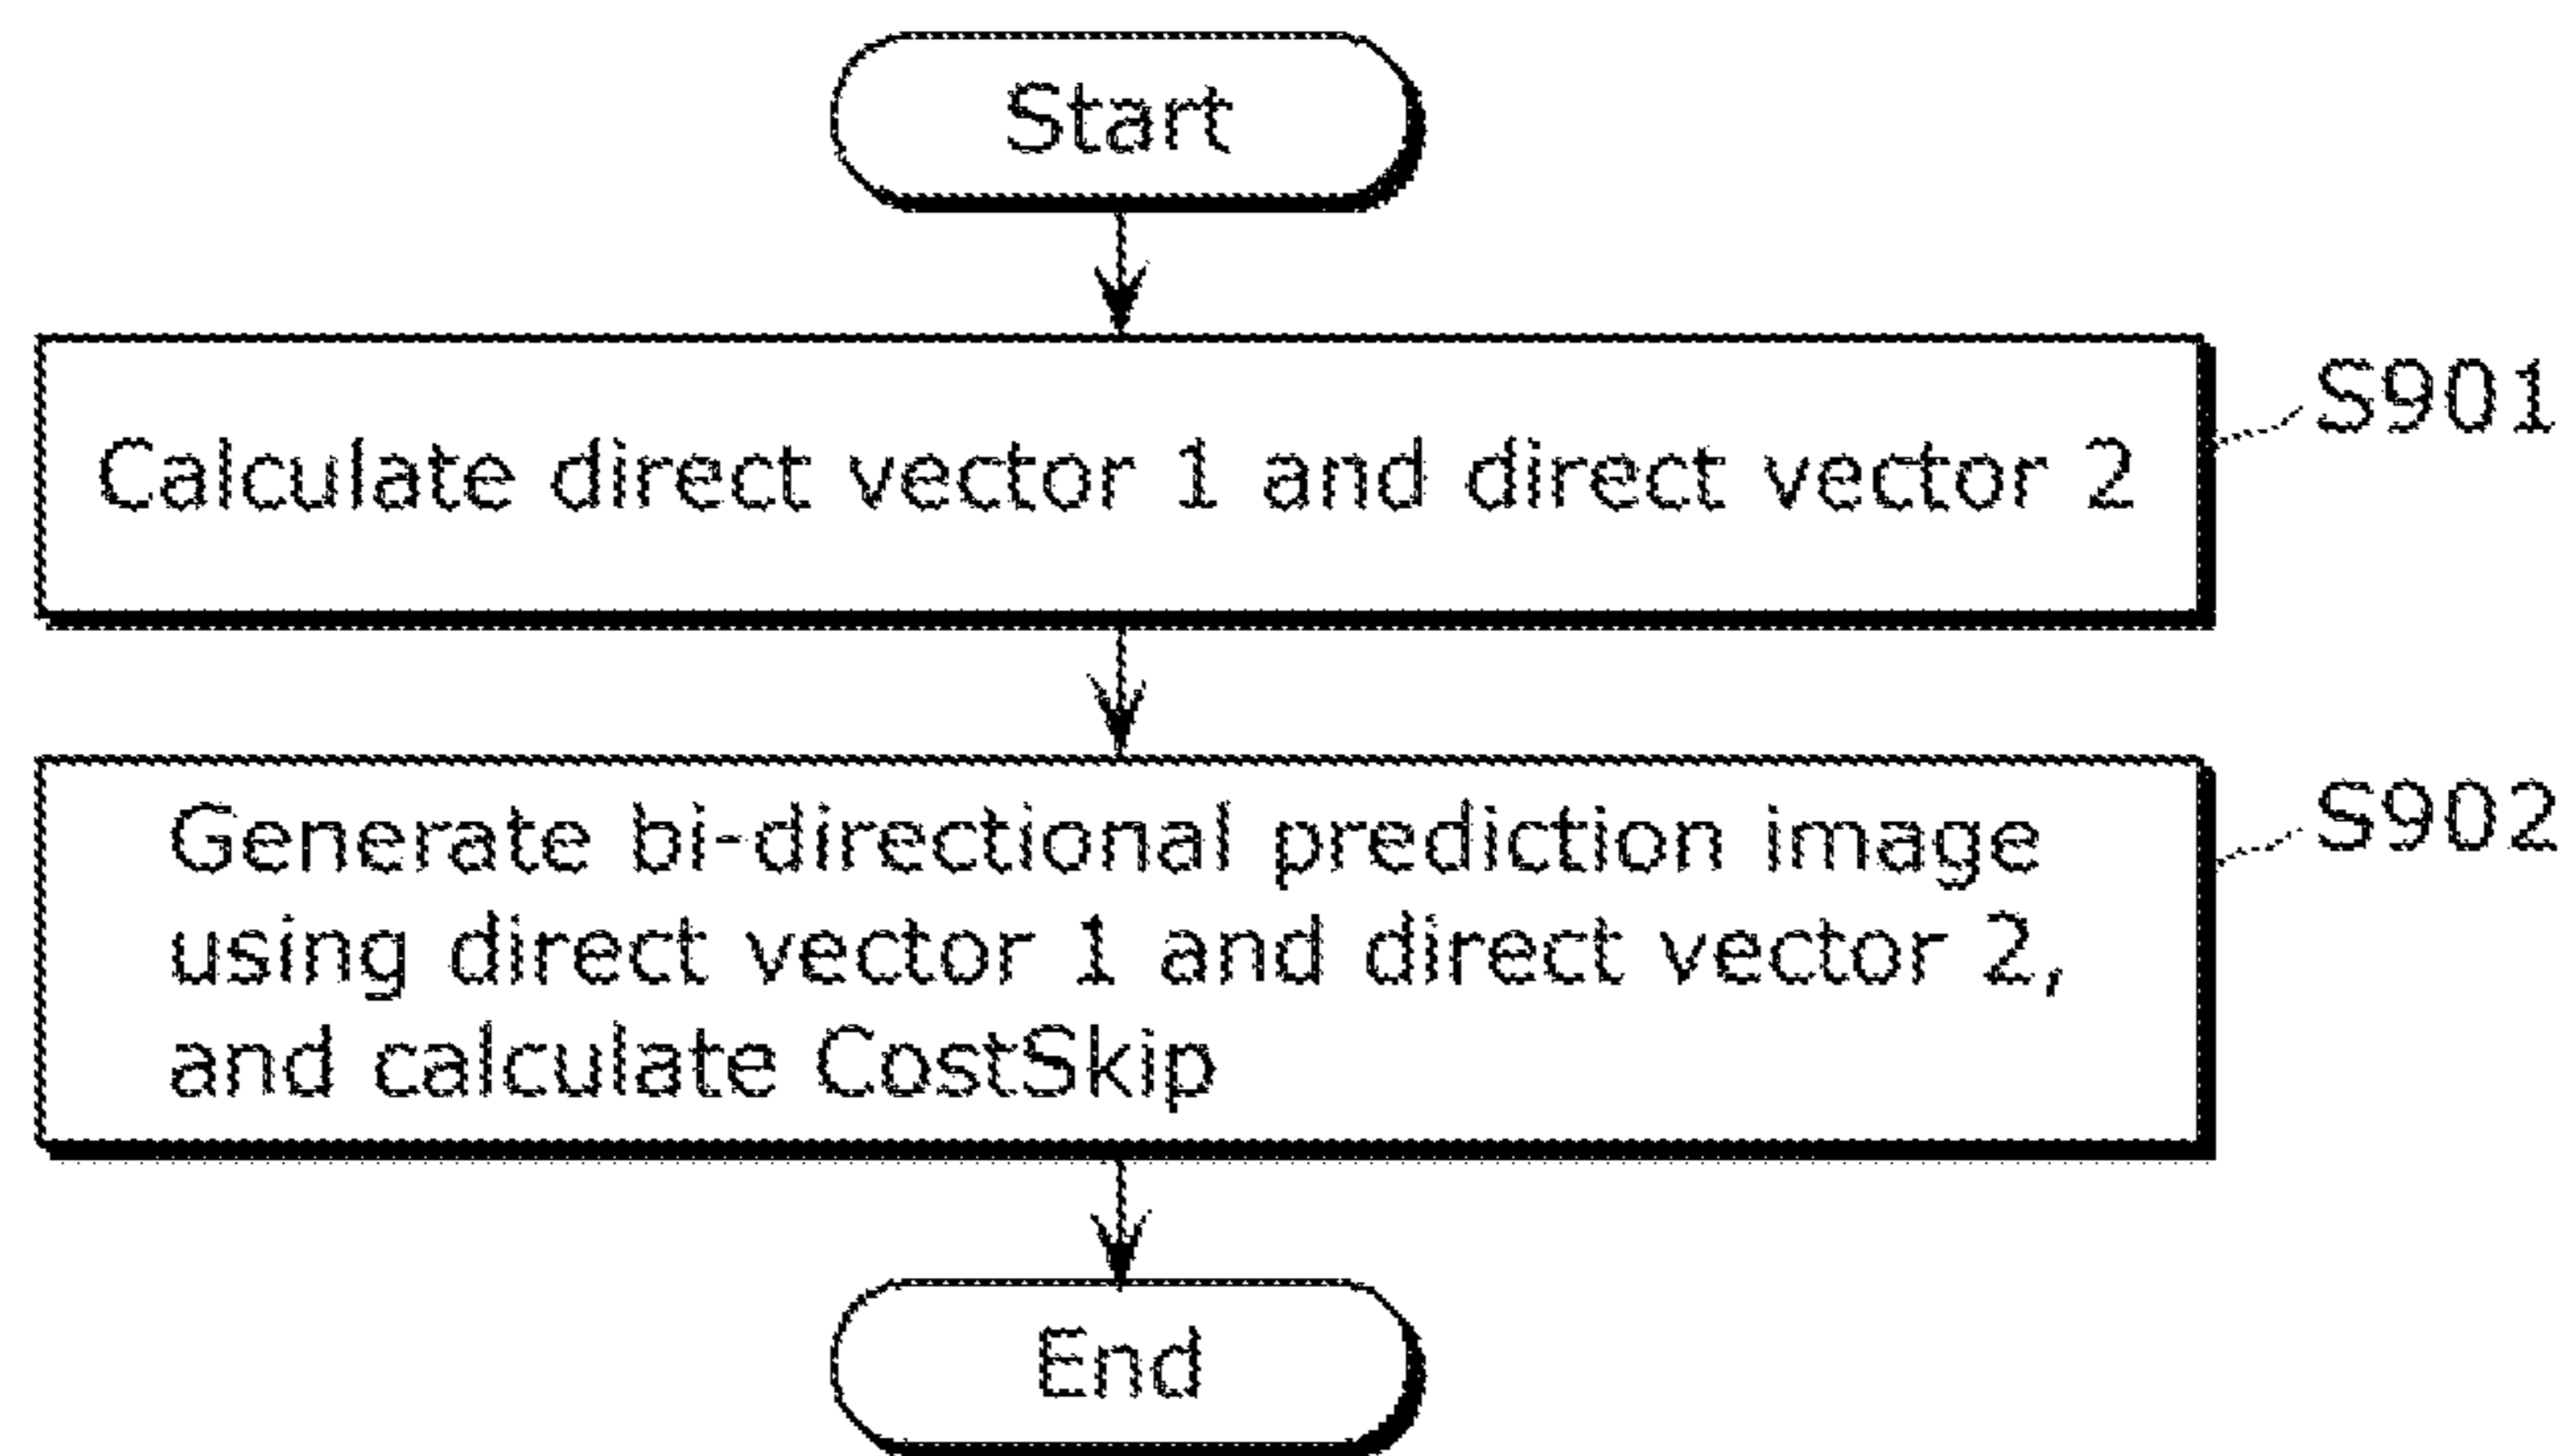 Start
Calculate direct vector 1 and direct vector 2
S901
Generate bi-directional prediction image
using direct vector 1 and direct vector 2,
and calculate CostSkip
S902
End